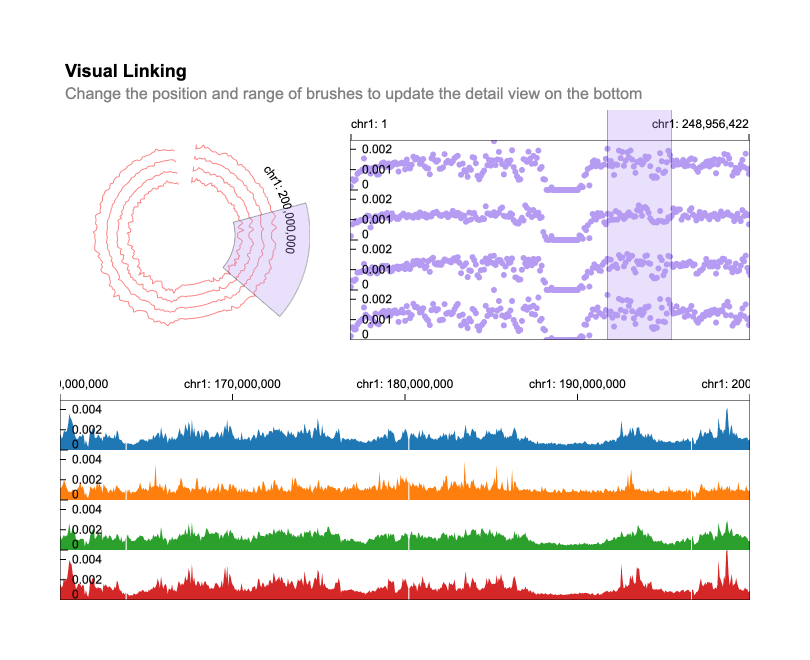 Visual Linking
Change the position and range of brushes to update the detail view on the bottom
chr1: 200,000,000
chr1: 1
chr1: 248,956,422
0.002
0.001
0
0.002
0.001
0
0.002
0.001
0
0.002
0.001
0
),000,000
chr1: 170,000,000
chr1: 180,000,000
chr1: 190,000,000
chr1: 200
0.004
0.002
0
0.004
0.002
0
0.004
0.002
0
0.004
0.002
0